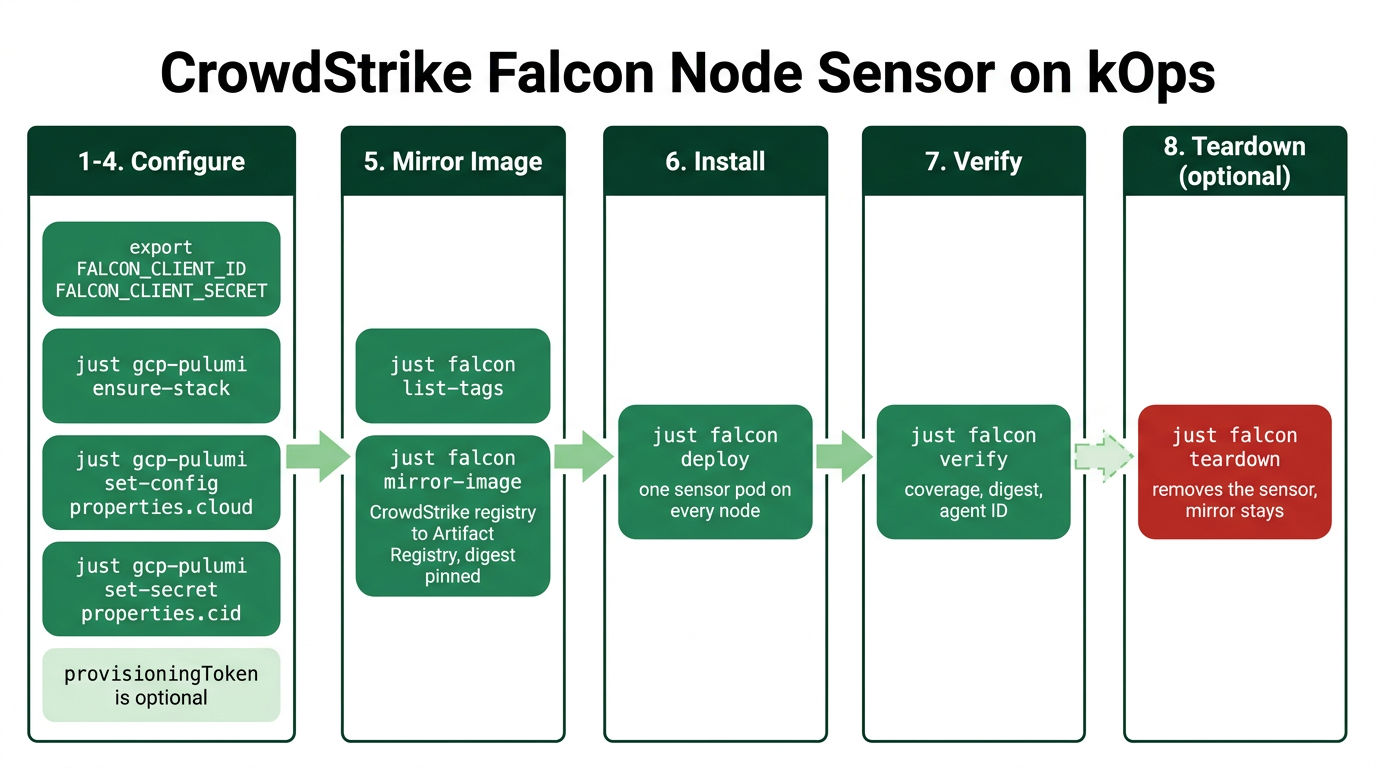 CrowdStrike Falcon Node Sensor on kOps
1-4. Configure
export
FALCON_CLIENT_ID
FALCON_CLIENT_SECRET
just gcp-pulumi
ensure-stack
just gcp-pulumi
set-config
properties.cloud
just gcp-pulumi
set-secret
properties.cid
provisioningToken
is optional
5. Mirror Image
just falcon
list-tags
just falcon
mirror-image
CrowdStrike registry
to Artifact
Registry, digest
pinned
6. Install
just falcon
deploy
one sensor pod on
every node
7. Verify
just falcon
verify
coverage, digest,
agent ID
8. Teardown
(optional)
just falcon
teardown
removes the sensor,
mirror stays